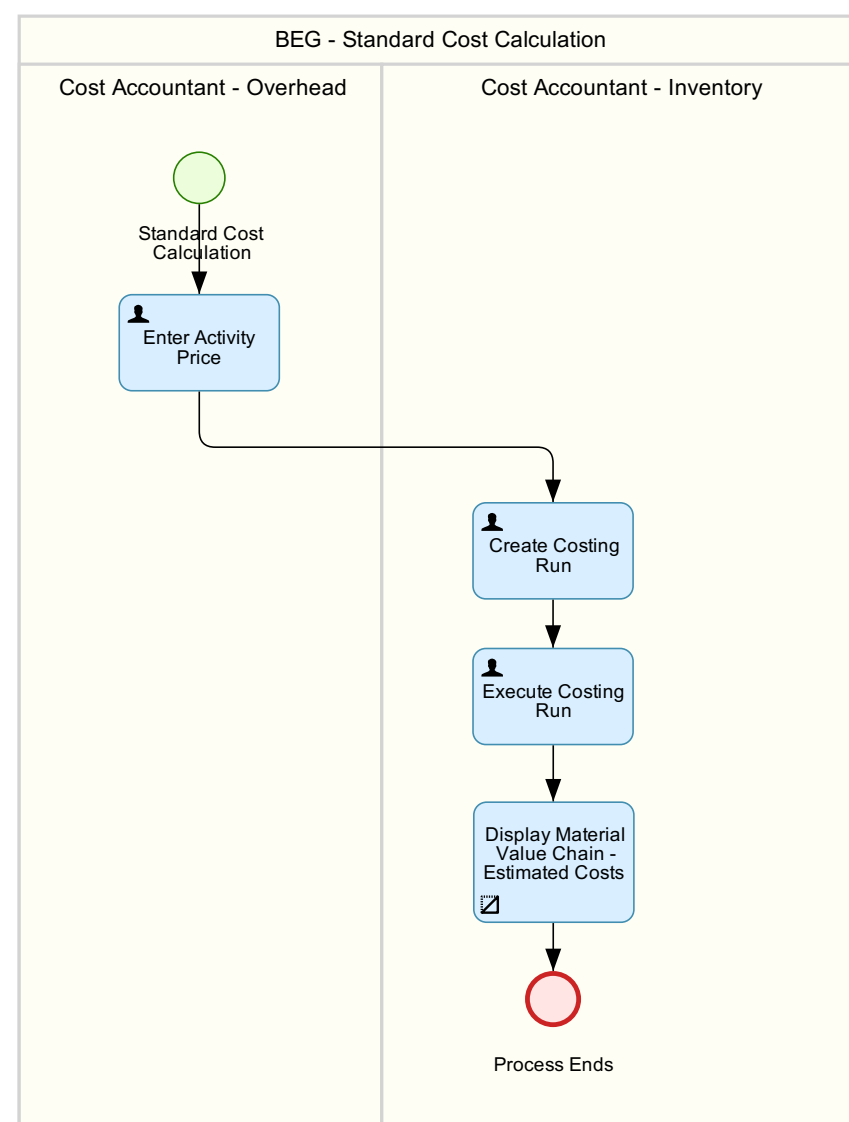 BEG - Standard Cost Calculation
Cost Accountant - Overhead
Cost Accountant - Inventory
Standard Cost
Calculation
Enter Activity
Price
Create Costing
Run
Execute Costing
Run
Display Material
Value Chain -
Estimated Costs
Process Ends